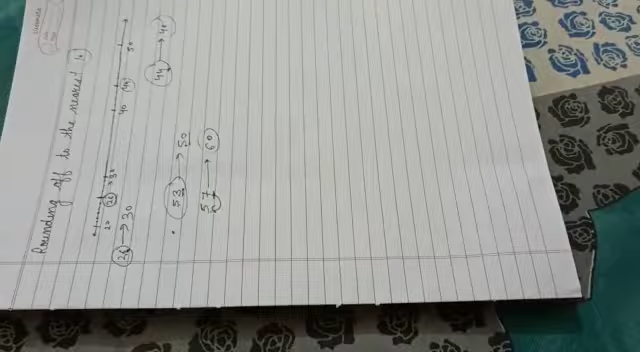 Rounding off to the nearest 10
20 26 → 30 40 44 50
26 → 30 44 → 40
53 → 50
57 → 60